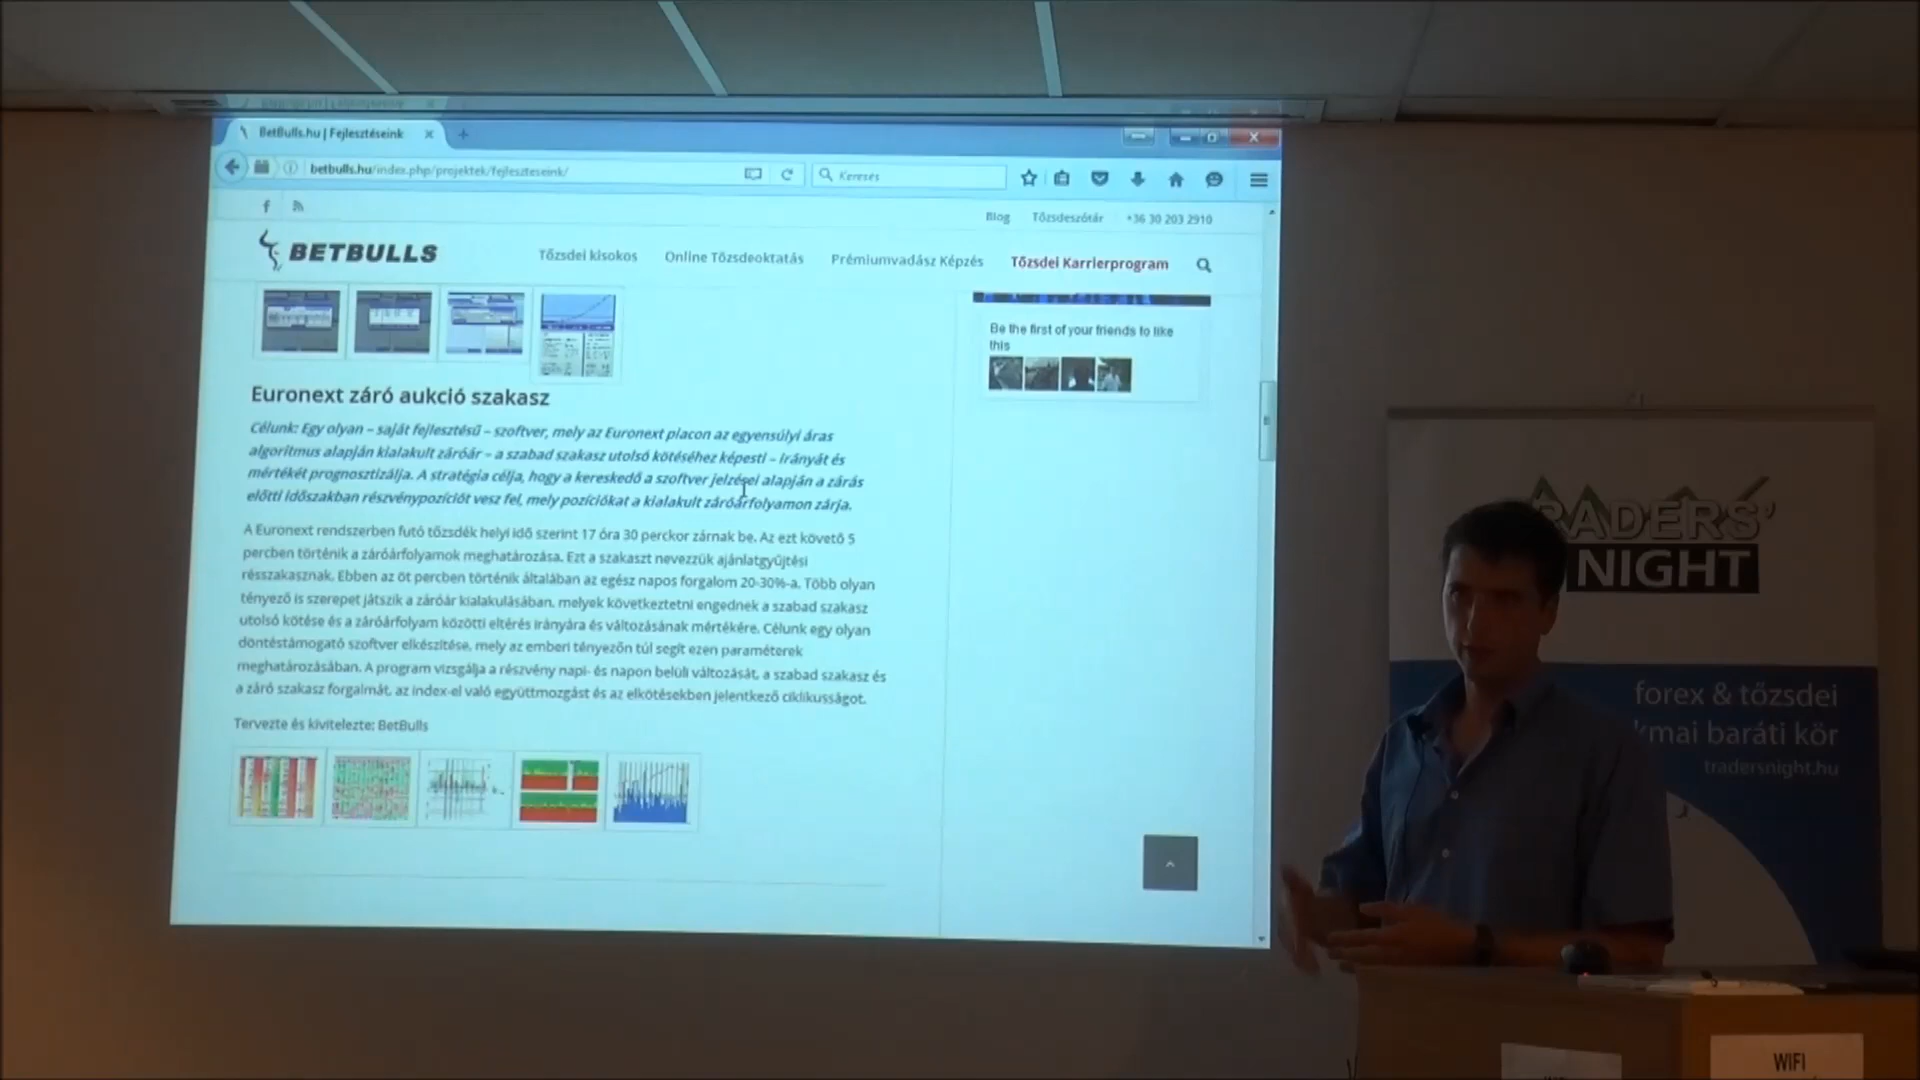 BetBulls.hu | Fejlesztéseink
betbulls.hu/index.php/projektek/fejleszteseink/
Keresés
Blog Tőzsdeszótár +36 30 203 2910
BETBULLS
Tőzsdei kisokos Online Tőzsdeoktatás Prémiumvadász Képzés Tőzsdei Karrierprogram
Be the first of your friends to like
this
Euronext záró aukció szakasz
Célunk: Egy olyan – saját fejlesztésű – szoftver, mely az Euronext piacon az egyensúlyi áras
algoritmus alapján kialakult záróár – a szabad szakasz utolsó kötéséhez képesti – irányát és
mértékét prognosztizálja. A stratégia célja, hogy a kereskedő a szoftver jelzései alapján a zárás
előtti időszakban részvénypozíciót vesz fel, mely pozíciókat a kialakult záróárfolyamon zárja.
A Euronext rendszerben futó tőzsdék helyi idő szerint 17 óra 30 perckor zárnak be. Az ezt követő 5
percben történik a záróárfolyamok meghatározása. Ezt a szakaszt nevezzük ajánlatgyűjtési
résszakasznak. Ebben az öt percben történik általában az egész napos forgalom 20-30%-a. Több olyan
tényező is szerepet játszik a záróár kialakulásában, melyek következtetni engednek a szabad szakasz
utolsó kötése és a záróárfolyam közötti eltérés irányára és változásának mértékére. Célunk egy olyan
döntéstámogató szoftver elkészítése, mely az emberi tényezőn túl segít ezen paraméterek
meghatározásában. A program vizsgálja a részvény napi- és napon belüli változását, a szabad szakasz és
a záró szakasz forgalmát, az index-el való együttmozgást és az elkötésekben jelentkező ciklikusságot.
Tervezte és kivitelezte: BetBulls
RADERS'
NIGHT
forex & tőzsdei
kmai baráti kör
tradersnight.hu
WIFI